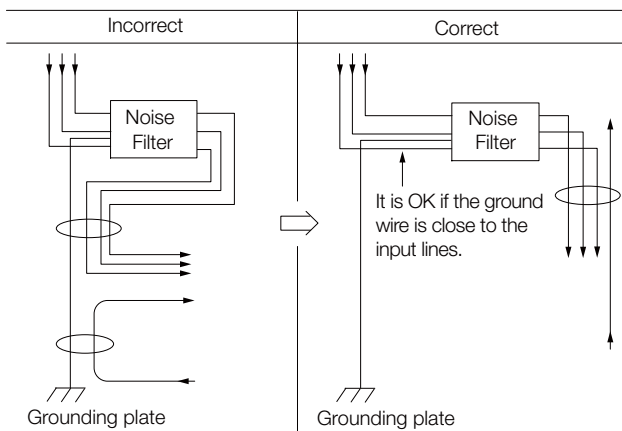 Incorrect
Correct
Noise
Filter
Noise
Filter
It is OK if the ground
wire is close to the
input lines.
Grounding plate
Grounding plate